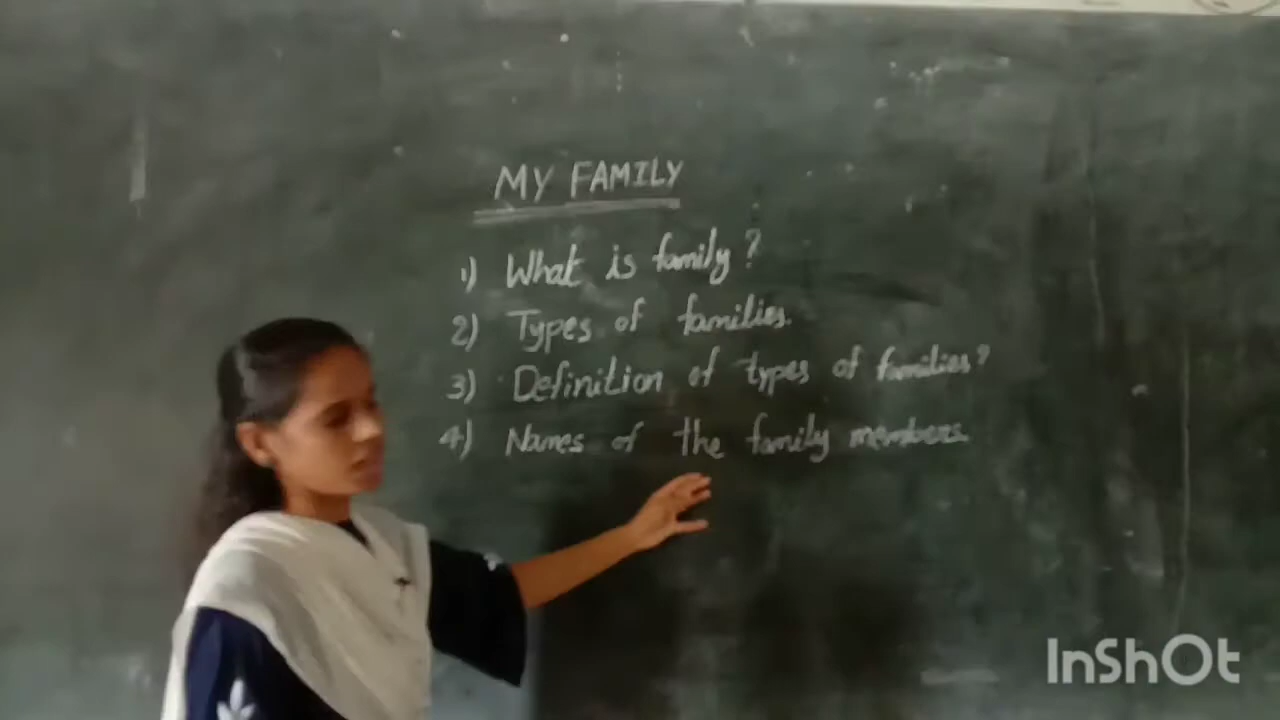 MY FAMILY
1) What is family?
2) Types of families.
3) Definition of types of families?
4) Names of the family members.
InShOt